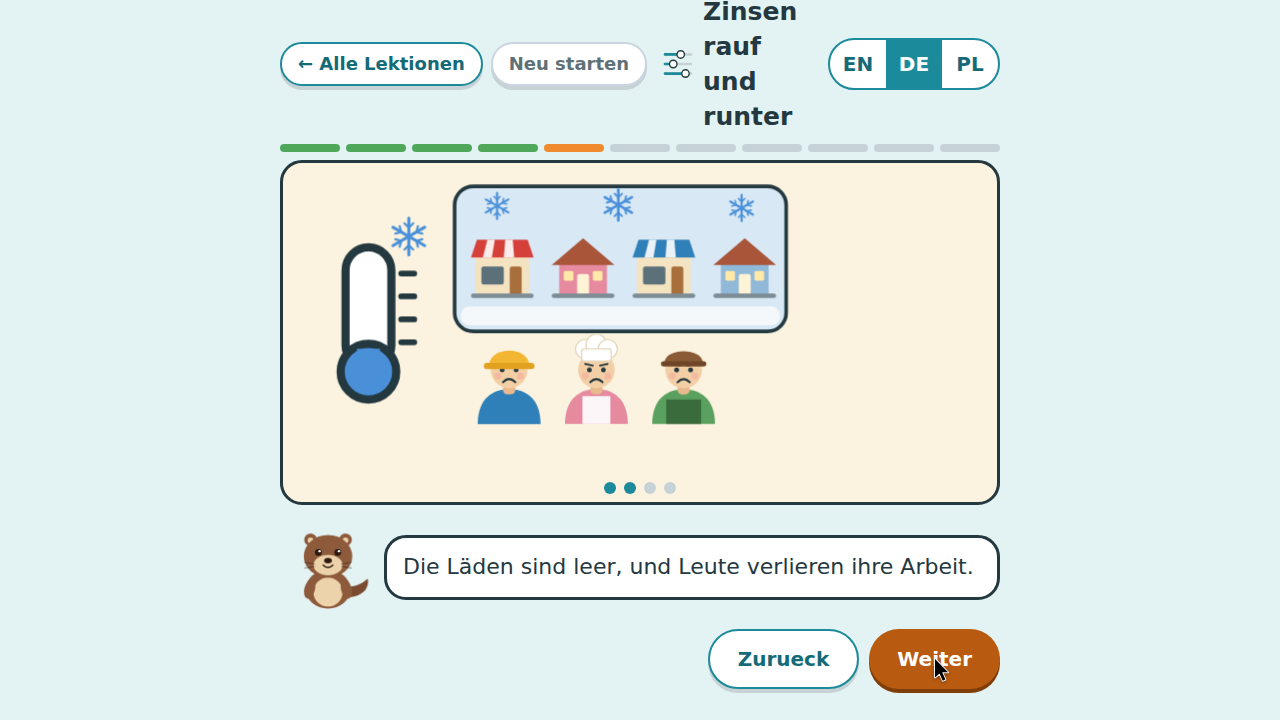 ← Alle Lektionen
Neu starten
Zinsen
rauf
und
runter
EN DE PL
Die Läden sind leer, und Leute verlieren ihre Arbeit.
Zurueck
Weiter